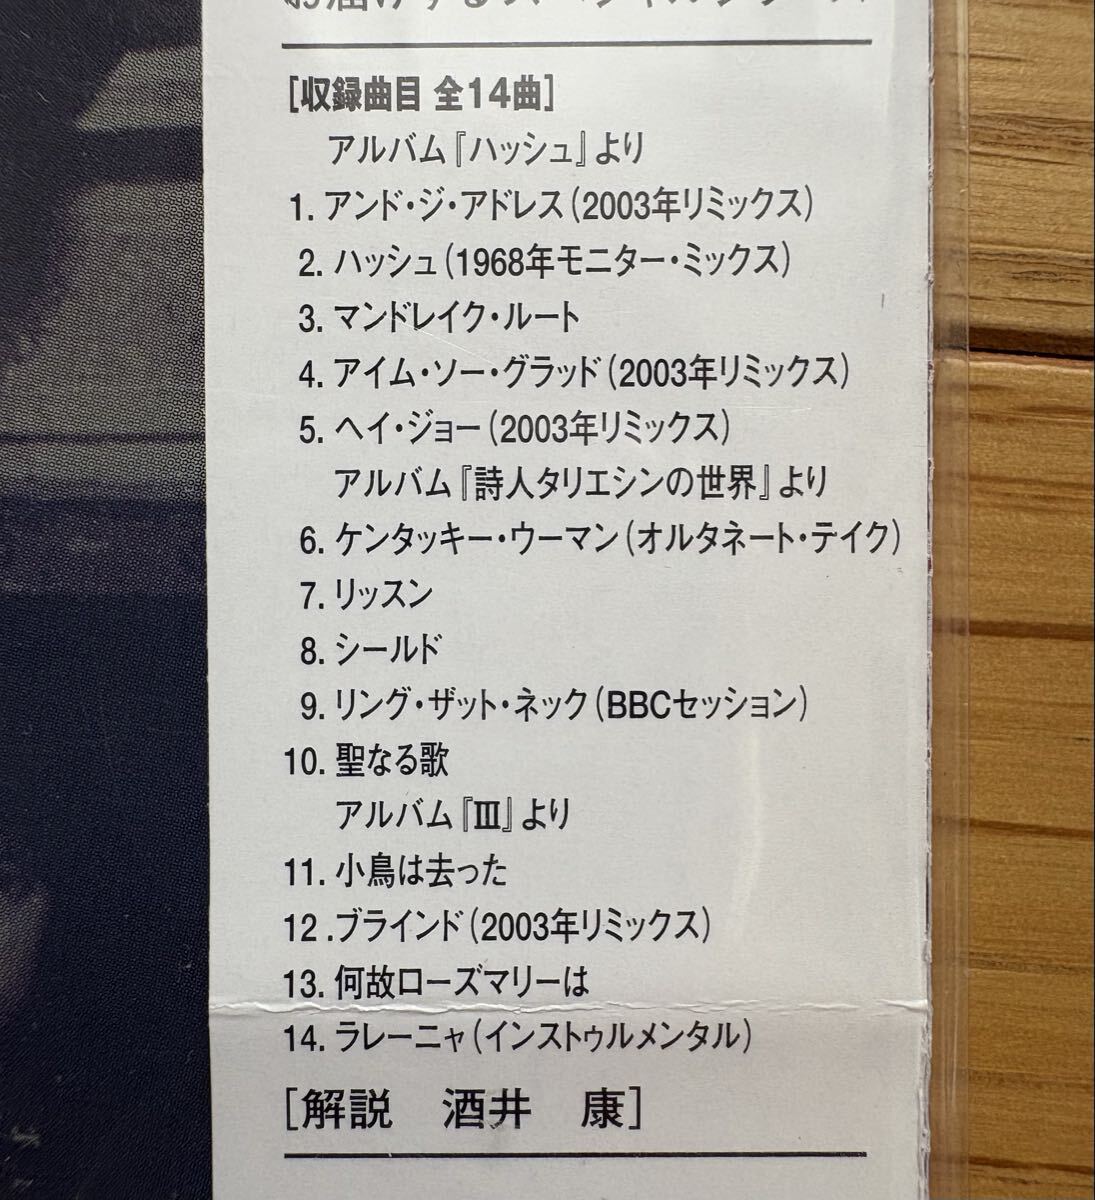 [収録曲目 全14曲]
アルバム『ハッシュ』より
1. アンド・ジ・アドレス(2003年リミックス)
2. ハッシュ(1968年モニター・ミックス)
3. マンドレイク・ルート
4. アイム・ソー・グラッド(2003年リミックス)
5. ヘイ・ジョー(2003年リミックス)
アルバム『詩人タリエシンの世界』より
6. ケンタッキー・ウーマン(オルタネート・テイク)
7. リッスン
8. シールド
9. リング・ザット・ネック(BBCセッション)
10. 聖なる歌
アルバム『Ⅲ』より
11. 小鳥は去った
12 .ブラインド(2003年リミックス)
13. 何故ローズマリーは
14. ラレーニャ(インストゥルメンタル)
[解説　酒井　康]